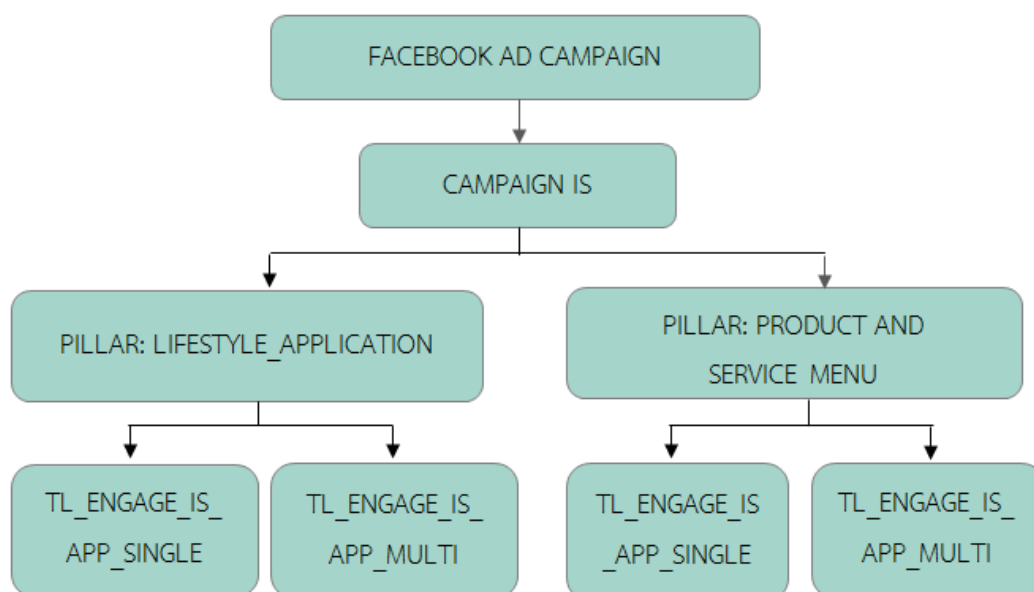 FACEBOOK AD CAMPAIGN
CAMPAIGN IS
PILLAR: LIFESTYLE_APPLICATION
PILLAR: PRODUCT AND
SERVICE MENU
TL_ENGAGE_IS_
APP_SINGLE
TL_ENGAGE_IS_
APP_MULTI
TL_ENGAGE_IS
_APP_SINGLE
TL_ENGAGE_IS_
APP_MULTI